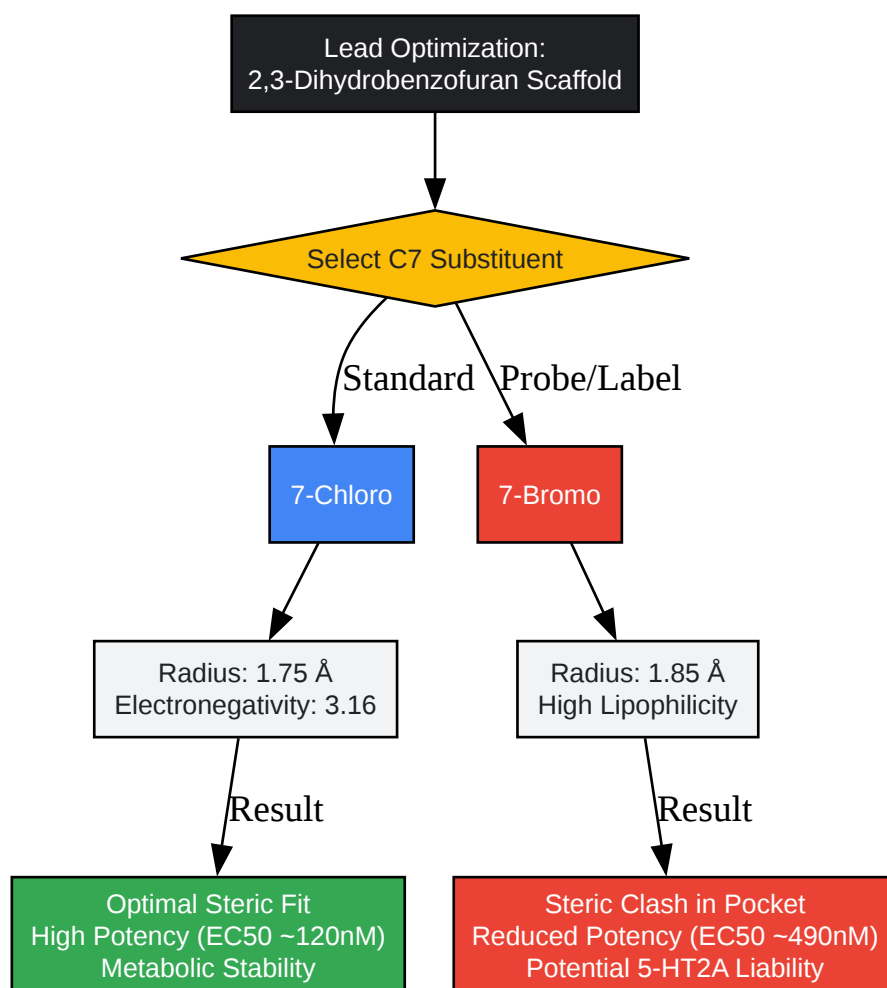 Lead Optimization:
2,3-Dihydrobenzofuran Scaffold
Select C7 Substituent
Standard
Probe/Label
7-Chloro
7-Bromo
Radius: 1.75 Å
Electronegativity: 3.16
Radius: 1.85 Å
High Lipophilicity
Result
Result
Optimal Steric Fit
High Potency (EC50 ~120nM)
Metabolic Stability
Steric Clash in Pocket
Reduced Potency (EC50 ~490nM)
Potential 5-HT2A Liability